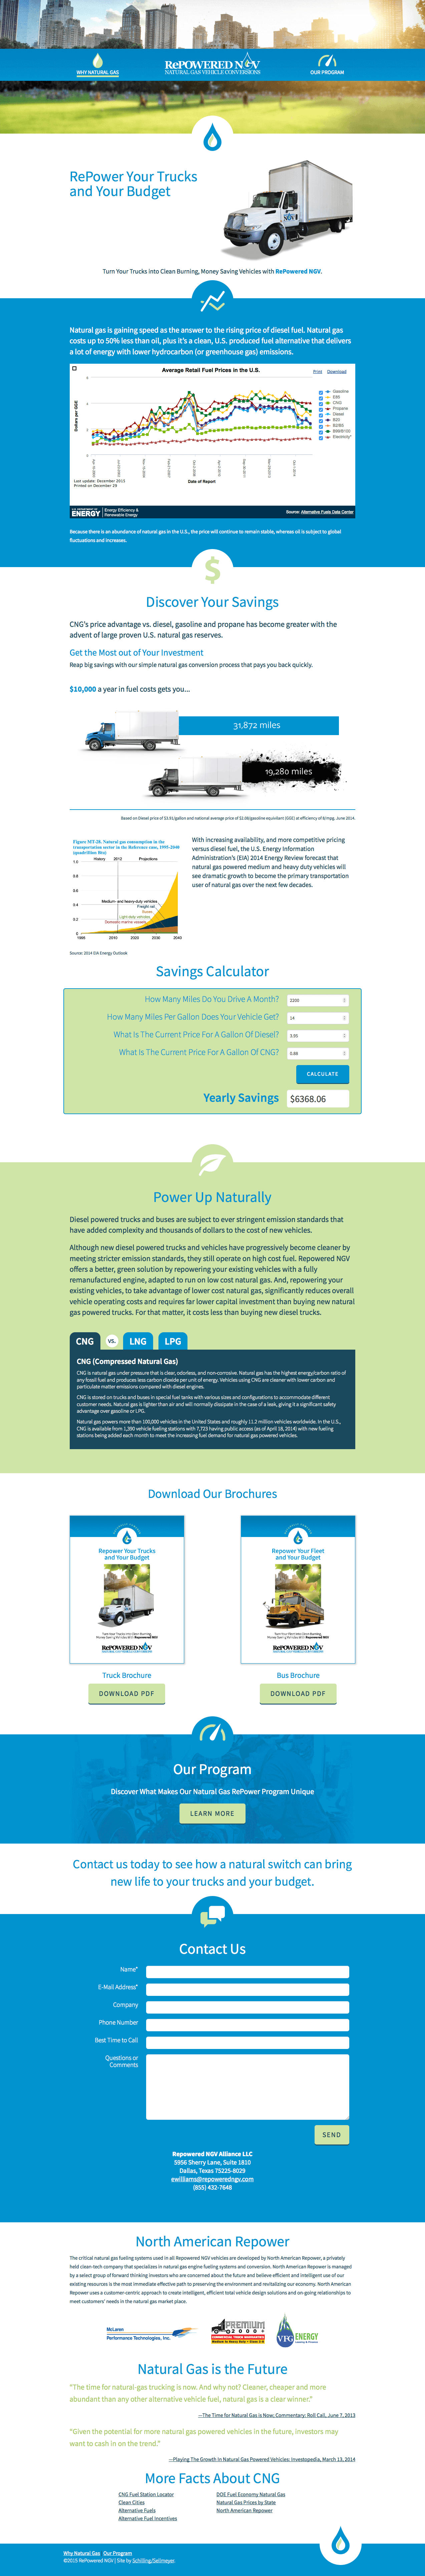 WHY NATURAL GAS
REPOWERED NGV
NATURAL GAS VEHICLE CONVERSIONS
OUR PROGRAM
RePower Your Trucks
and Your Budget
Turn Your Trucks into Clean Burning, Money Saving Vehicles with RePowered NGV.
Natural gas is gaining speed as the answer to the rising price of diesel fuel. Natural gas
costs up to 50% less than oil, plus it's a clean, U.S. produced fuel alternative that delivers
a lot of energy with lower hydrocarbon (or greenhouse gas) emissions.
Average Retail Fuel Prices in the U.S.
Print Download
Dollars per GGE
Gasoline
E85
CNG
Propane
Diesel
B20
B99/B100
Electricity*
Date of Report
Last update: December 2013
Printed on December 29
U.S. DEPARTMENT OF
ENERGY
Energy Efficiency &
Renewable Energy
Source: Alternative Fuels Data Center
Because there is an abundance of natural gas in the U.S., the price will continue to remain stable, whereas oil is subject to global
fluctuations and increases.
$
Discover Your Savings
CNG's price advantage vs. diesel, gasoline and propane has become greater with the
advent of large proven U.S. natural gas reserves.
Get the Most out of Your Investment
Reap big savings with our simple natural gas conversion process that pays you back quickly.
$10,000 a year in fuel costs gets you...
31,872 miles
19,280 miles
Based on Diesel price of $3.91/gallon and national average price of $2.08/gasoline equivilant (GGE) at efficiency of 8/mpg, June 2014.
Figure MT-28. Natural gas consumption in the
transportation sector in the Reference case, 1995-2040
(quadrillion Btu)
1.0
History 2012 Projections
0.8
0.6
Medium- and heavy-duty vehicles
0.4
Freight rail
Buses
0.2
Light-duty vehicles
Domestic marine vessels
0
1995 2010 2020 2030 2040
With increasing availability, and more competitive pricing
versus diesel fuel, the U.S. Energy Information
Administration's (EIA) 2014 Energy Review forecast that
natural gas powered medium and heavy duty vehicles will
see dramatic growth to become the primary transportation
user of natural gas over the next few decades.
Source: 2014 EIA Energy Outlook
Savings Calculator
How Many Miles Do You Drive A Month?
2200
How Many Miles Per Gallon Does Your Vehicle Get?
14
What Is The Current Price For A Gallon Of Diesel?
3.95
What Is The Current Price For A Gallon Of CNG?
0.88
CALCULATE
Yearly Savings
$6368.06
Power Up Naturally
Diesel powered trucks and buses are subject to ever stringent emission standards that
have added complexity and thousands of dollars to the cost of new vehicles.
Although new diesel powered trucks and vehicles have progressively become cleaner by
meeting stricter emission standards, they still operate on high cost fuel. Repowered NGV
offers a better, green solution by repowering your existing vehicles with a fully
remanufactured engine, adapted to run on low cost natural gas. And, repowering your
existing vehicles, to take advantage of lower cost natural gas, significantly reduces overall
vehicle operating costs and requires far lower capital investment than buying new natural
gas powered trucks. For that matter, it costs less than buying new diesel trucks.
CNG
VS.
LNG
LPG
CNG (Compressed Natural Gas)
CNG is natural gas under pressure that is clear, odorless, and non-corrosive. Natural gas has the highest energy/carbon ratio of
any fossil fuel and produces less carbon dioxide per unit of energy. Vehicles operating on CNG are cleaner with lower carbon and
particulate matter emissions compared with diesel engines.
CNG is stored on trucks and buses in special fuel tanks with various sizes and configurations to accommodate different
customer needs. Natural gas is lighter than air and will normally dissipate in the case of a leak, giving it a significant safety
advantage over gasoline or LPG.
Natural gas powers more than 100,000 vehicles in the United States and roughly 11.2 million vehicles worldwide. In the U.S.,
CNG is available from 1,390 vehicle fueling stations with 7,723 having public access (as of April 18, 2014) with new fueling
stations being added each month to meet the increasing fuel demand for natural gas powered vehicles.
Download Our Brochures
Repower Your Trucks
and Your Budget
REPOWERED NGV
Repower Your Fleet
and Your Budget
REPOWERED NGV
Truck Brochure
Bus Brochure
DOWNLOAD PDF
DOWNLOAD PDF
Our Program
Discover What Makes Our Natural Gas RePower Program Unique
LEARN MORE
Contact us today to see how a natural switch can bring
new life to your trucks and your budget.
Contact Us
Name*
E-Mail Address*
Company
Phone Number
Best Time to Call
Questions or
Comments
SEND
Repowered NGV Alliance LLC
5956 Sherry Lane, Suite 1810
Dallas, Texas 75225-8029
ewilliams@repoweredngv.com
(855) 432-7648
North American Repower
The critical natural gas fueling systems used in all Repowered NGV vehicles are developed by North American Repower, a privately
held clean-tech company that specializes in natural gas engine fueling systems and conversion. North American Repower is managed
by a select group of forward thinking investors who are concerned about the future and believe efficient and intelligent use of our
existing resources is the most immediate effective path to preserving the environment and revitalizing our economy. North American
Repower uses a customer-centric approach to create intelligent, efficient total vehicle design solutions and on-going relationships to
meet customers' needs in the natural gas market place.
McLaren
Performance Technologies, Inc.
PREMIUM
2000+
VFG ENERGY
Natural Gas is the Future
"The time for natural-gas trucking is now. And why not? Cleaner, cheaper and more
abundant than any other alternative vehicle fuel, natural gas is a clear winner."
—The Time for Natural Gas is Now: Commentary: Roll Call, June 7, 2013
"Given the potential for more natural gas powered vehicles in the future, investors may
want to cash in on the trend."
—Playing The Growth In Natural Gas Powered Vehicles: Investopedia, March 13, 2014
More Facts About CNG
CNG Fuel Station Locator
Clean Cities
Alternative Fuels
Alternative Fuel Incentives
DOE Fuel Economy Natural Gas
Natural Gas Prices by State
North American Repower
Why Natural Gas Our Program
©2015 RePowered NGV | Site by Schilling/Sellmeyer.